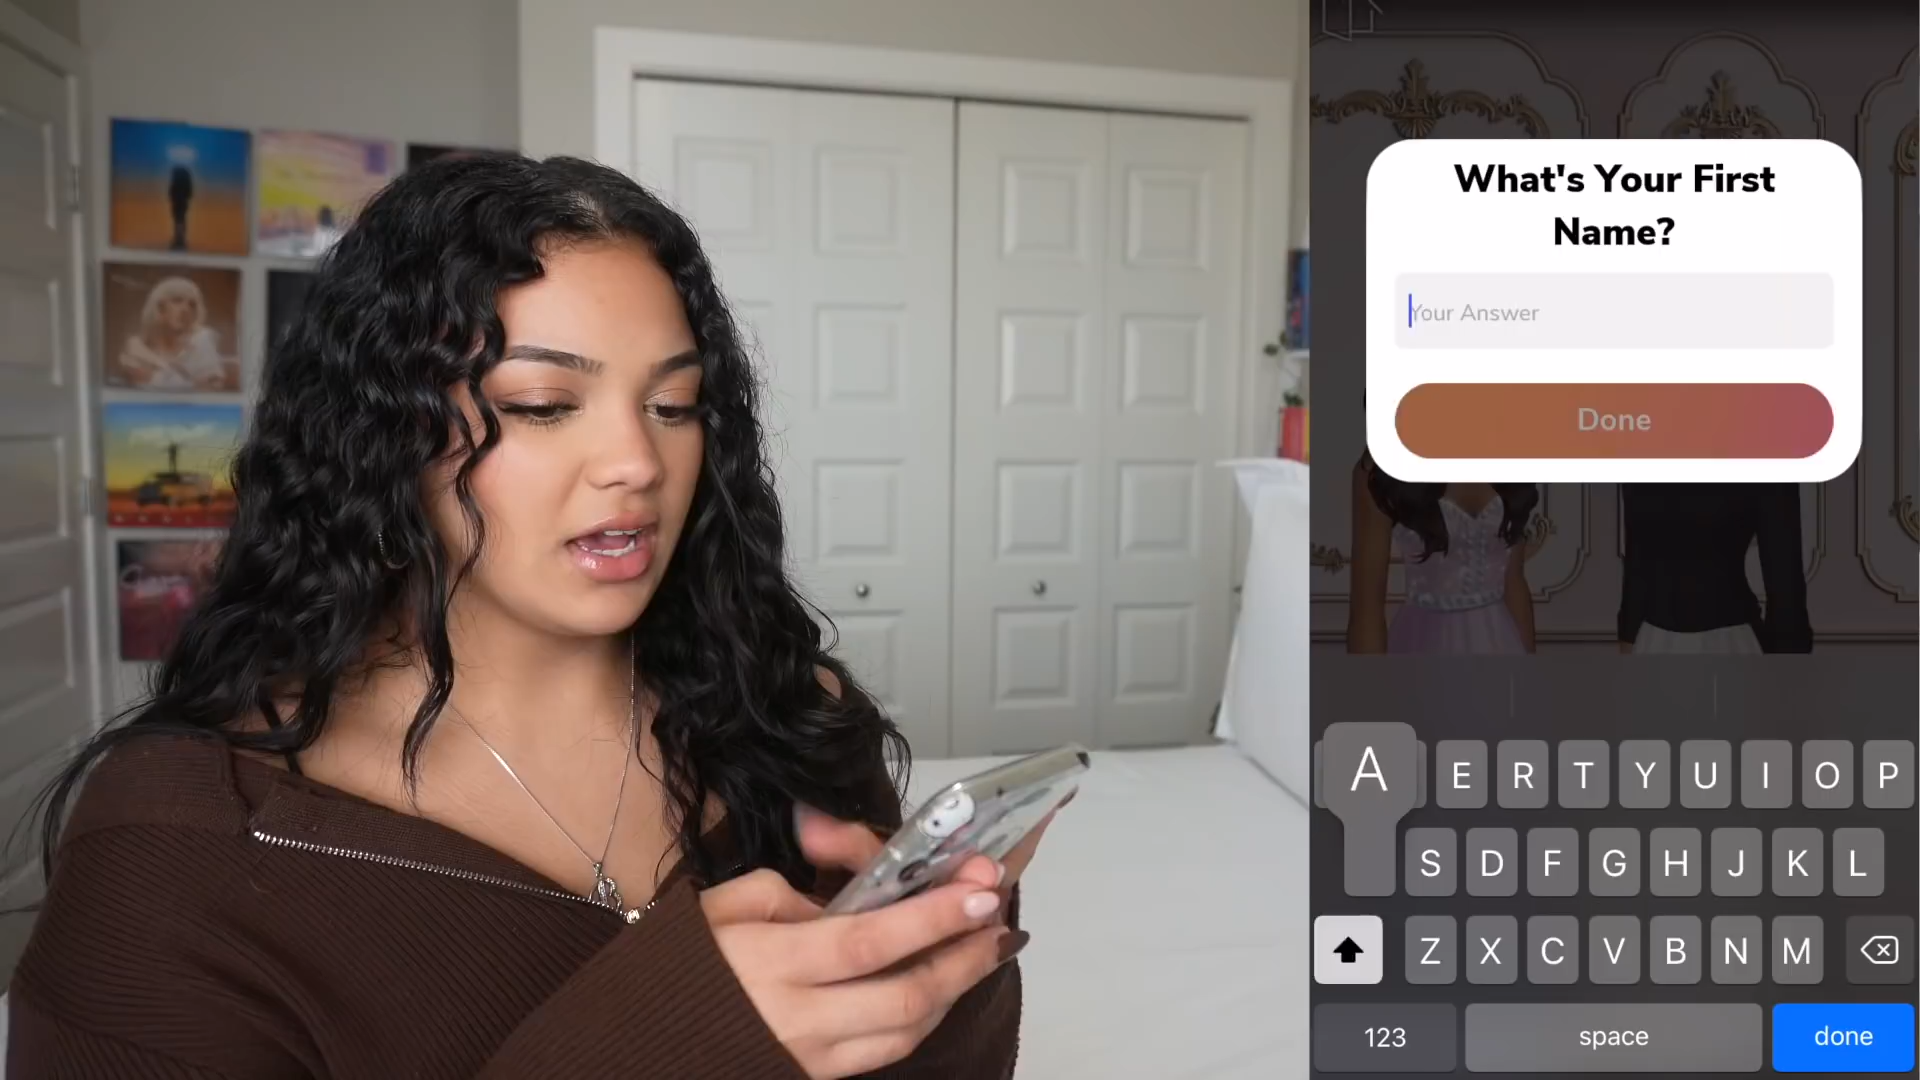 What's Your First
Name?
Your Answer
Done
A E R T Y U I O P
S D F G H J K L
Z X C V B N M
123 space done